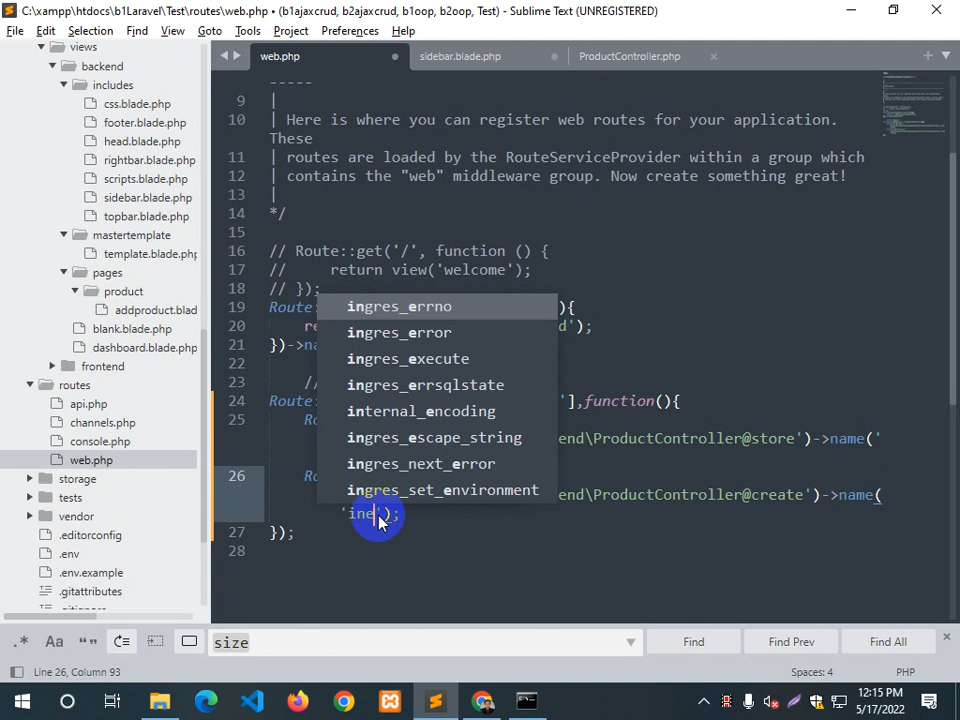 C:\xampp\htdocs\b1Laravel\Test\routes\web.php • (b1ajaxcrud, b2ajaxcrud, b1oop, b2oop, Test) - Sublime Text (UNREGISTERED)
File Edit Selection Find View Goto Tools Project Preferences Help
views
backend
includes
css.blade.php
footer.blade.php
head.blade.php
rightbar.blade.php
scripts.blade.php
sidebar.blade.php
topbar.blade.php
mastertemplate
template.blade.php
pages
product
addproduct.blad
blank.blade.php
dashboard.blade.php
frontend
routes
api.php
channels.php
console.php
web.php
storage
tests
vendor
.editorconfig
.env
.env.example
.gitattributes
web.php sidebar.blade.php ProductController.php
-----
9 |
10 | Here is where you can register web routes for your application.
These
11 | routes are loaded by the RouteServiceProvider within a group which
12 | contains the "web" middleware group. Now create something great!
13 |
14 */
15
16 // Route::get('/', function () {
17 //     return view('welcome');
18 // });
19 Route: ){
20 re d');
21 })->na
22
23 //
24 Route: '],function(){
25 Ro
end\ProductController@store')->name('
26 Ro
end\ProductController@create')->name(
'ine');
27 });
28
ingres_errno
ingres_error
ingres_execute
ingres_errsqlstate
internal_encoding
ingres_escape_string
ingres_next_error
ingres_set_environment
.* Aa “” size Find Find Prev Find All
Line 26, Column 93 Spaces: 4 PHP
12:15 PM
5/17/2022